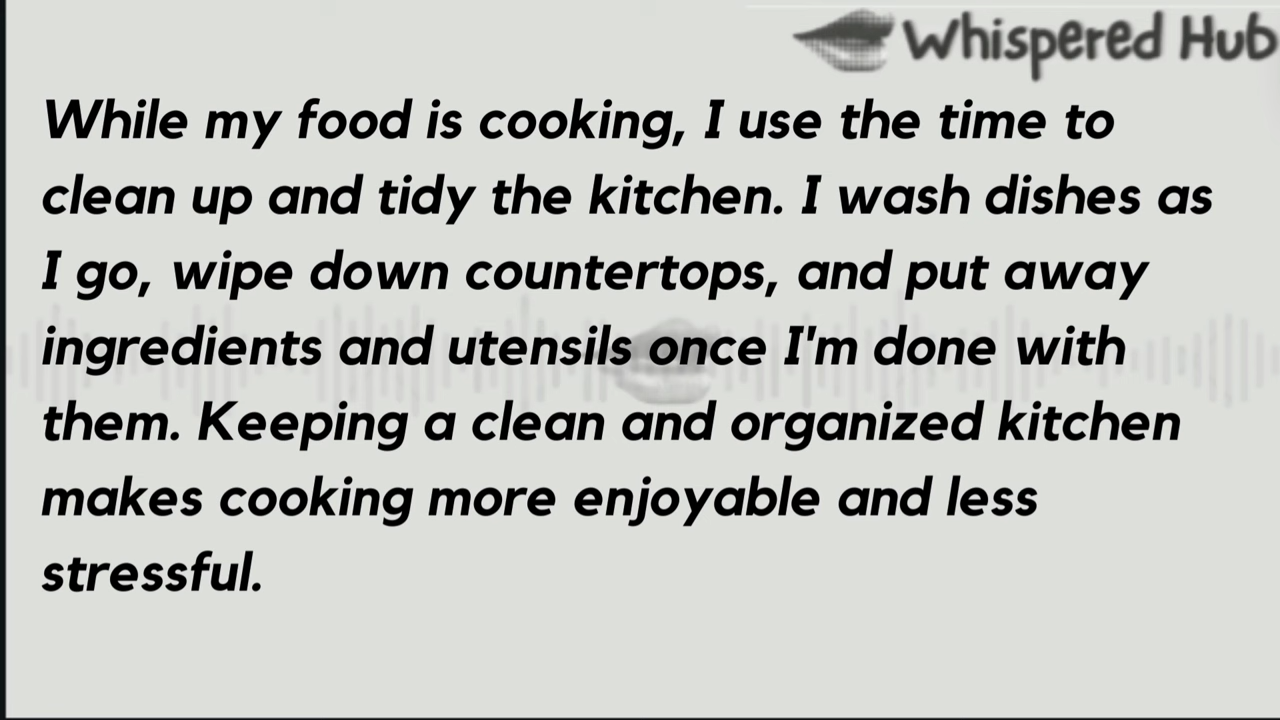 Whispered Hub
While my food is cooking, I use the time to
clean up and tidy the kitchen. I wash dishes as
I go, wipe down countertops, and put away
ingredients and utensils once I'm done with
them. Keeping a clean and organized kitchen
makes cooking more enjoyable and less
stressful.